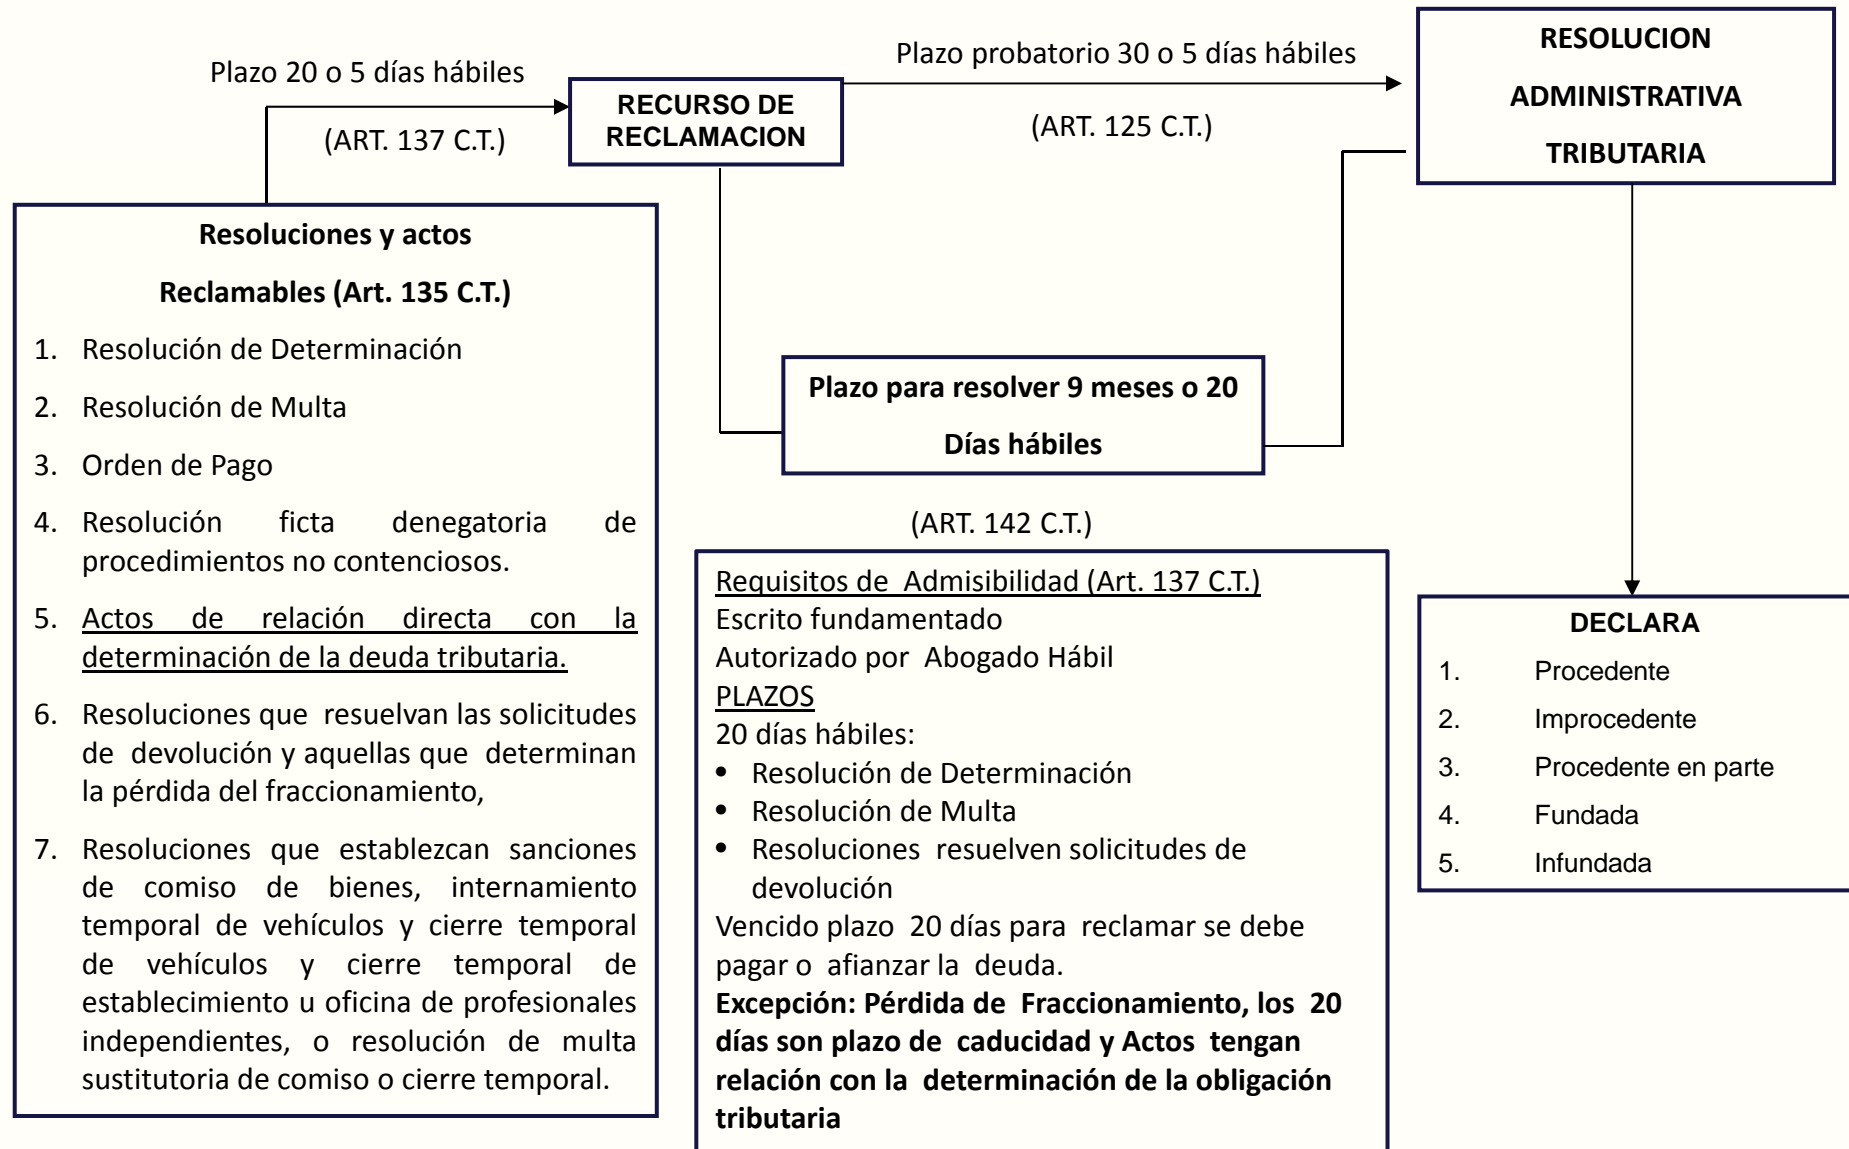 Plazo 20 o 5 días hábiles
(ART. 137 C.T.)
RECURSO DE
RECLAMACION
Plazo probatorio 30 o 5 días hábiles
(ART. 125 C.T.)
RESOLUCION
ADMINISTRATIVA
TRIBUTARIA
Resoluciones y actos
Reclamables (Art. 135 C.T.)
1. Resolución de Determinación
2. Resolución de Multa
3. Orden de Pago
4. Resolución ficta denegatoria de
procedimientos no contenciosos.
5. Actos de relación directa con la
determinación de la deuda tributaria.
6. Resoluciones que resuelvan las solicitudes
de devolución y aquellas que determinan
la pérdida del fraccionamiento,
7. Resoluciones que establezcan sanciones
de comiso de bienes, internamiento
temporal de vehículos y cierre temporal
de vehículos y cierre temporal de
establecimiento u oficina de profesionales
independientes, o resolución de multa
sustitutoria de comiso o cierre temporal.
Plazo para resolver 9 meses o 20
Días hábiles
(ART. 142 C.T.)
Requisitos de Admisibilidad (Art. 137 C.T.)
Escrito fundamentado
Autorizado por Abogado Hábil
PLAZOS
20 días hábiles:
• Resolución de Determinación
• Resolución de Multa
• Resoluciones resuelven solicitudes de
devolución
Vencido plazo 20 días para reclamar se debe
pagar o afianzar la deuda.
Excepción: Pérdida de Fraccionamiento, los 20
días son plazo de caducidad y Actos tengan
relación con la determinación de la obligación
tributaria
DECLARA
1. Procedente
2. Improcedente
3. Procedente en parte
4. Fundada
5. Infundada